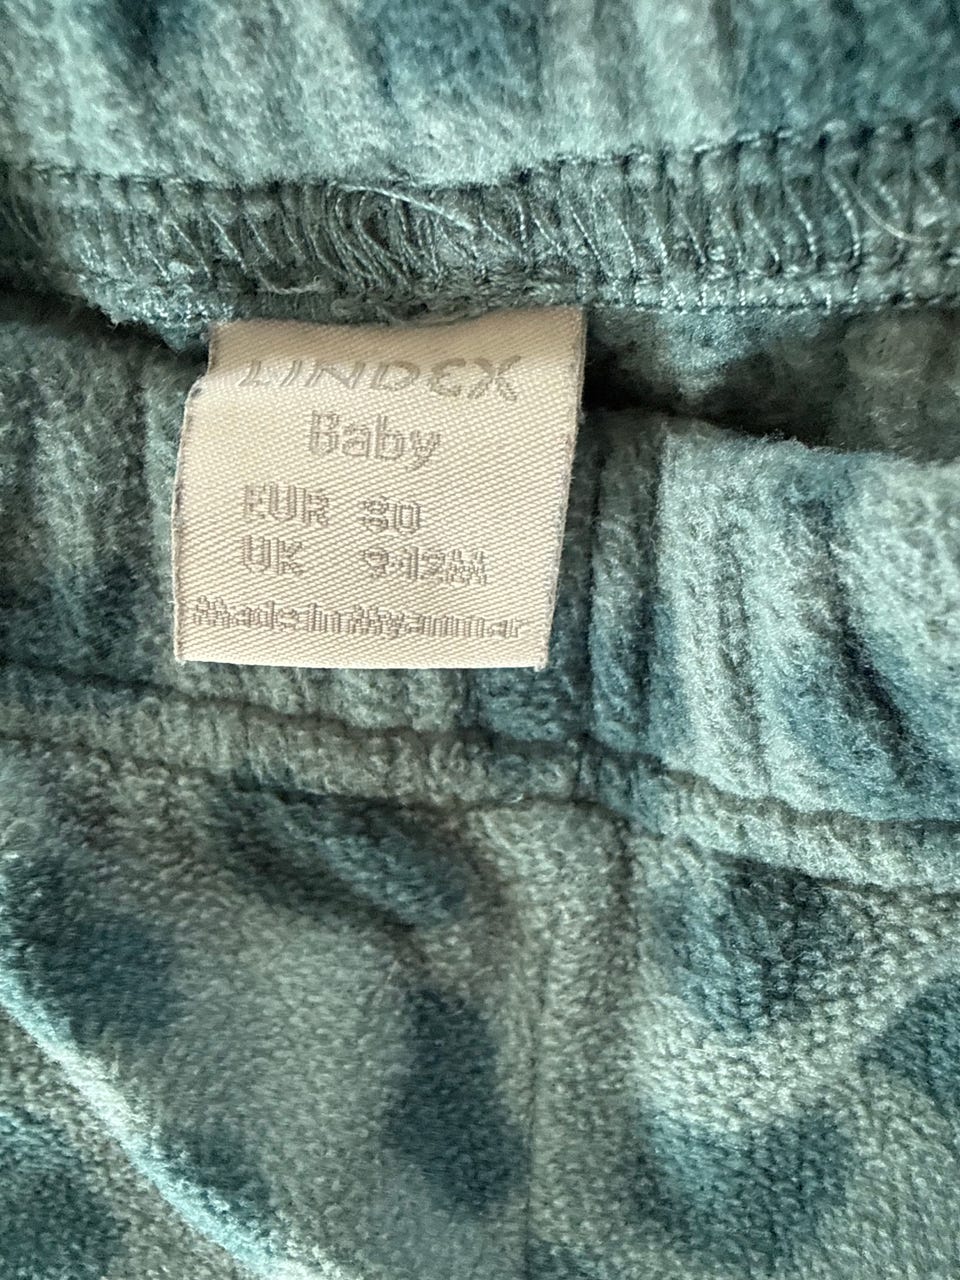 LINDEX
Baby
EUR 80
UK 9-12M
Made in Myanmar